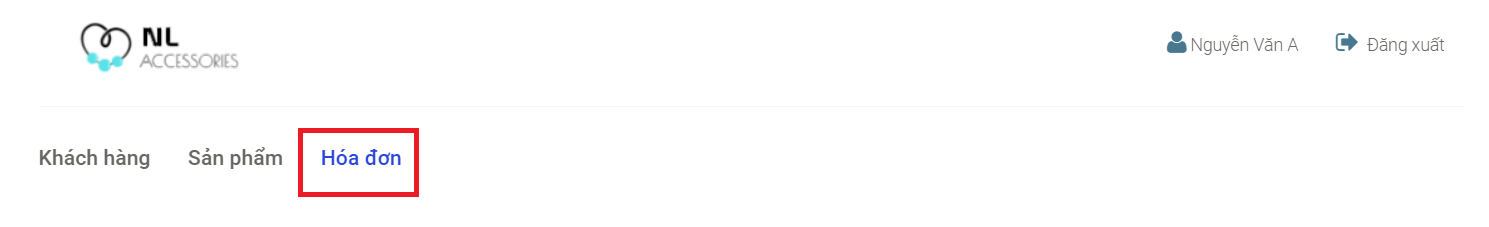 NL
ACCESSORIES
Nguyễn Văn A
Đăng xuất
Khách hàng Sản phẩm Hóa đơn